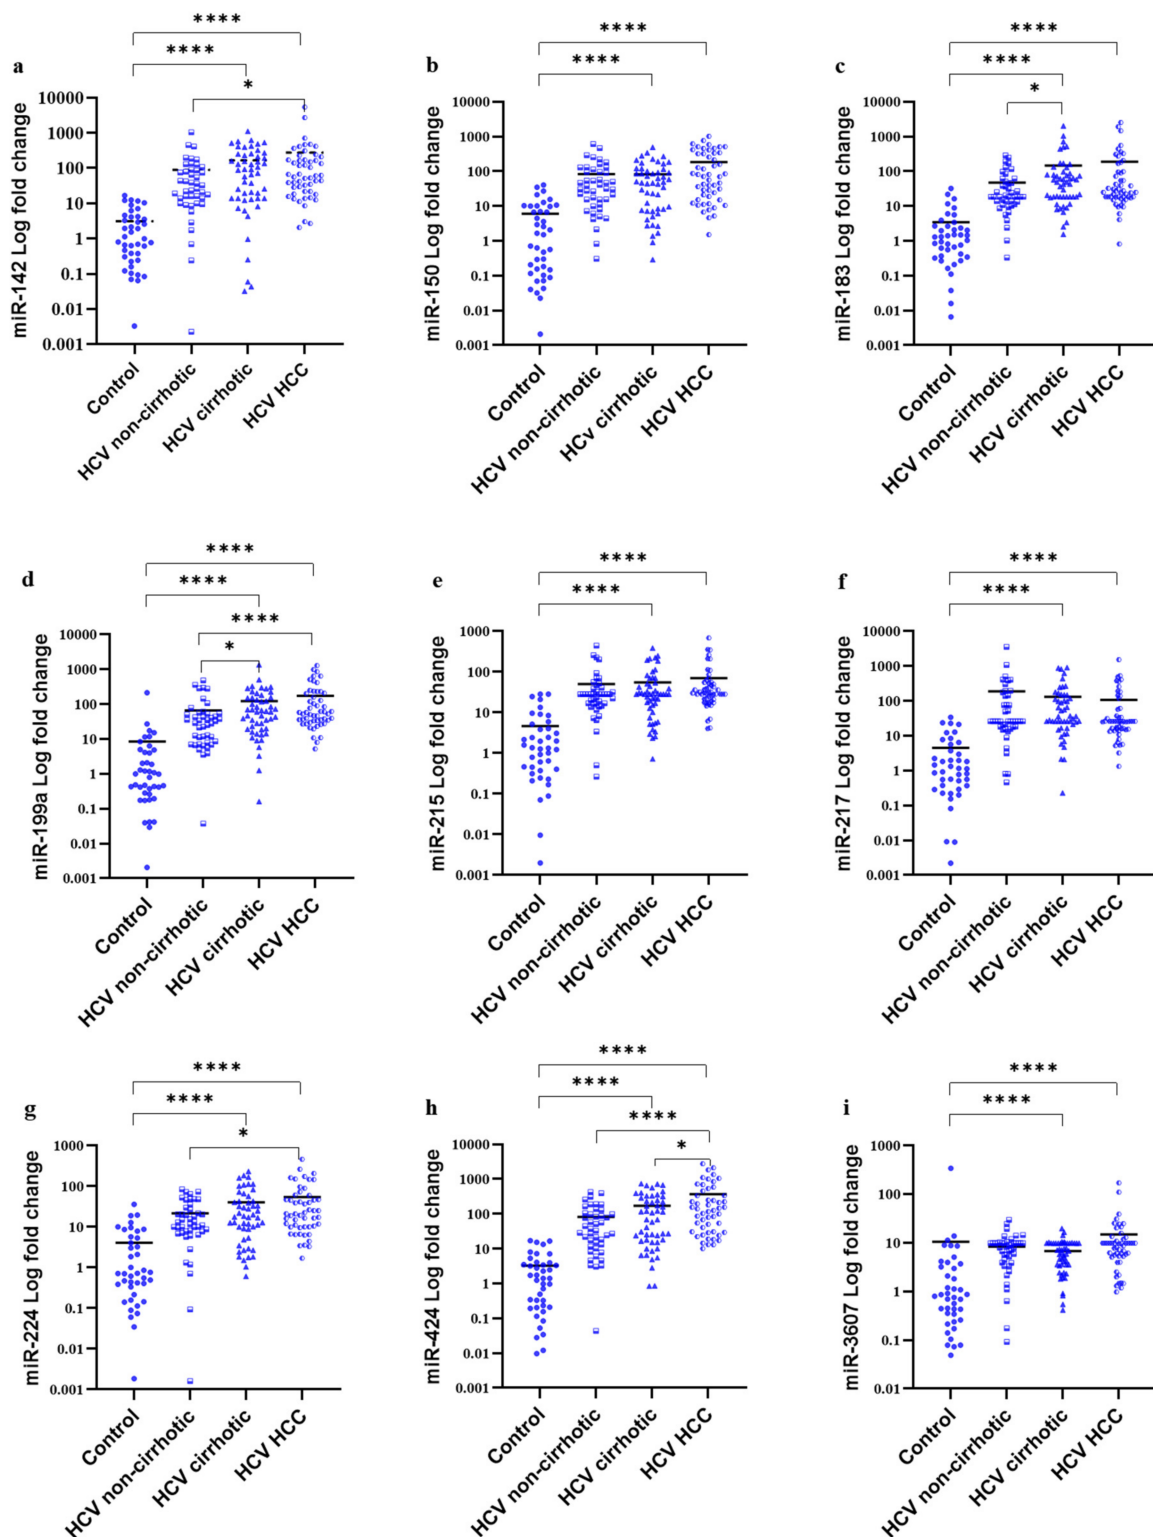 ****
****
a
*
miR-142 Log fold change
10000
1000
100
10
1
0.1
0.01
0.001
Control
HCV non-cirrhotic
HCV cirrhotic
HCV HCC
****
****
b
miR-150 Log fold change
10000
1000
100
10
1
0.1
0.01
0.001
Control
HCV non-cirrhotic
HCv cirrhotic
HCV HCC
****
****
c
*
miR-183 Log fold change
10000
1000
100
10
1
0.1
0.01
0.001
Control
HCV non-cirrhotic
HCV cirrhotic
HCV HCC
****
****
d
****
*
miR-199a Log fold change
10000
1000
100
10
1
0.1
0.01
0.001
Control
HCV non-cirrhotic
HCV cirrhotic
HCV HCC
****
****
e
miR-215 Log fold change
1000
100
10
1
0.1
0.01
0.001
Control
HCV non-cirrhotic
HCV cirrhotic
HCV HCC
****
****
f
miR-217 Log fold change
10000
1000
100
10
1
0.1
0.01
0.001
Control
HCV non-cirrhotic
HCV cirrhotic
HCV HCC
****
****
g
*
miR-224 Log fold change
1000
100
10
1
0.1
0.01
0.001
Control
HCV non-cirrhotic
HCV cirrhotic
HCV HCC
****
****
h
****
*
miR-424 Log fold change
10000
1000
100
10
1
0.1
0.01
0.001
Control
HCV non-cirrhotic
HCV cirrhotic
HCV HCC
****
****
i
miR-3607 Log fold change
1000
100
10
1
0.1
0.01
Control
HCV non-cirrhotic
HCV cirrhotic
HCV HCC